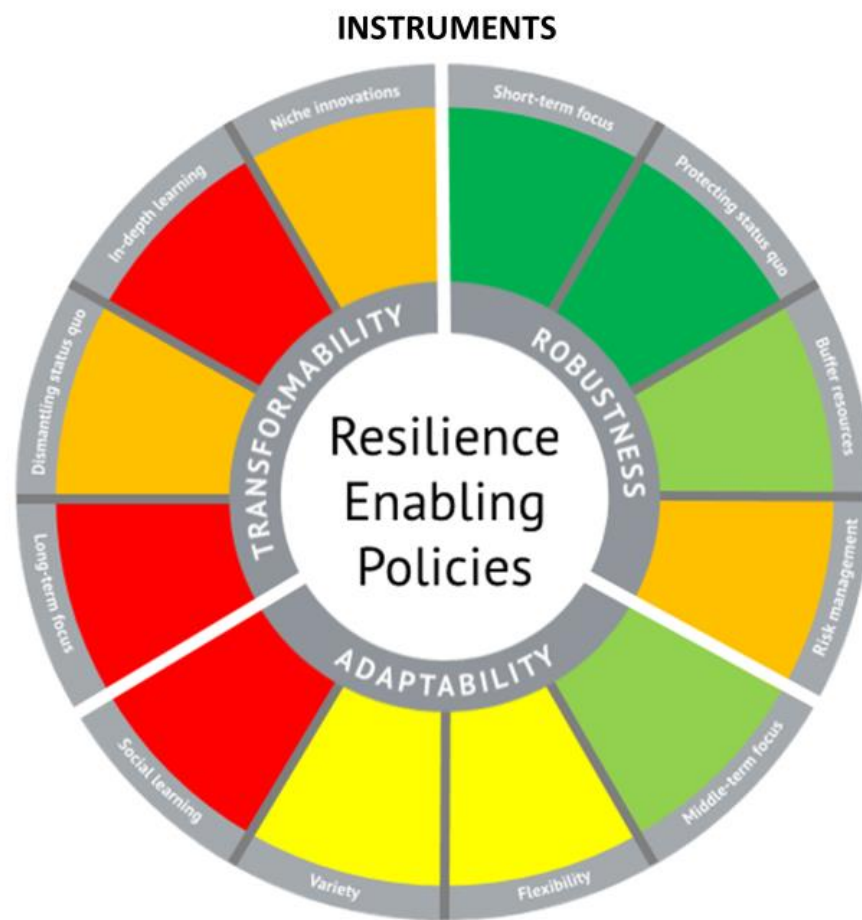 INSTRUMENTS
Niche innovations
Short-term focus
In-depth learning
Protecting status quo
Dismantling status quo
Buffer resources
TRANSFORMABILITY
ROBUSTNESS
Resilience
Enabling
Policies
Long-term focus
Risk management
ADAPTABILITY
Social learning
Middle-term focus
Variety
Flexibility